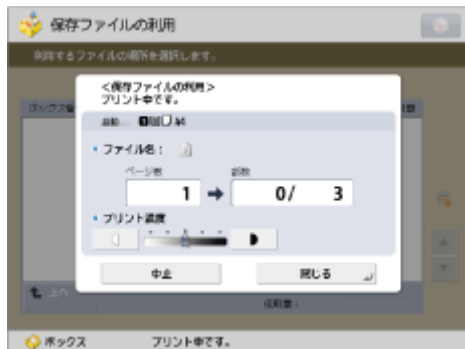 保存ファイルの利用
利用するファイルの場所を選択します。
<保存ファイルの利用>
プリント中です。
ファイル名:
ページ数
部数
1
0/ 3
プリント濃度
中止
閉じる
上へ
ボックス
プリント中です。